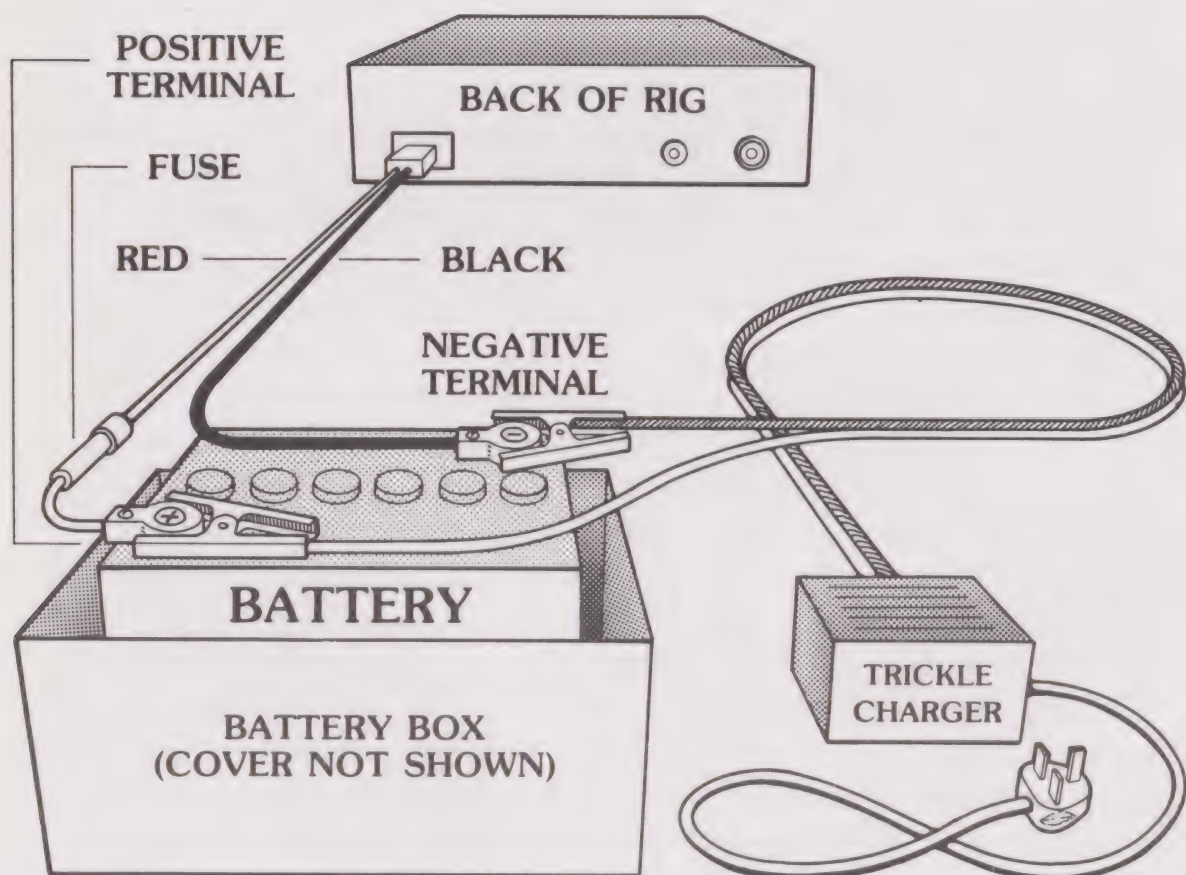 POSITIVE
TERMINAL
BACK OF RIG
FUSE
RED
BLACK
NEGATIVE
TERMINAL
+
−
BATTERY
TRICKLE
CHARGER
BATTERY BOX
(COVER NOT SHOWN)